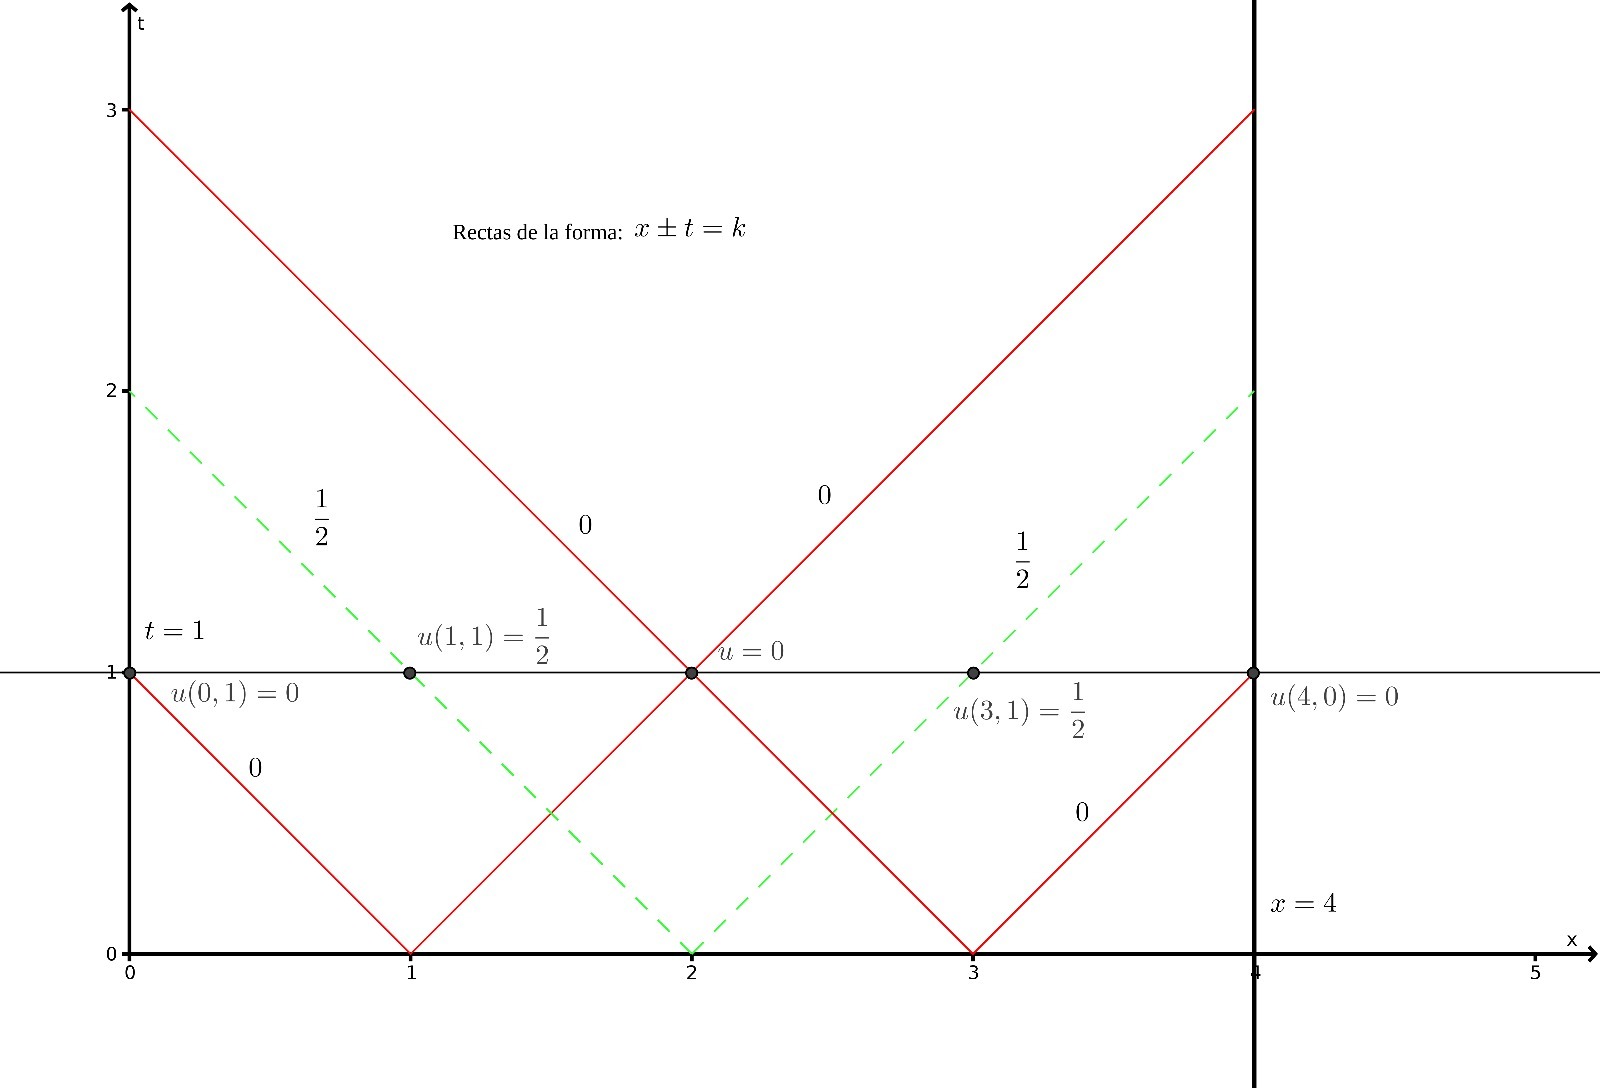 t
3
Rectas de la forma: $x \pm t = k$
2
$\frac{1}{2}$
0
0
$\frac{1}{2}$
$t = 1$
$u(1, 1) = \frac{1}{2}$
$u = 0$
1
$u(0, 1) = 0$
$u(3, 1) = \frac{1}{2}$
$u(4, 0) = 0$
0
0
$x = 4$
x
0
0 1 2 3 4 5